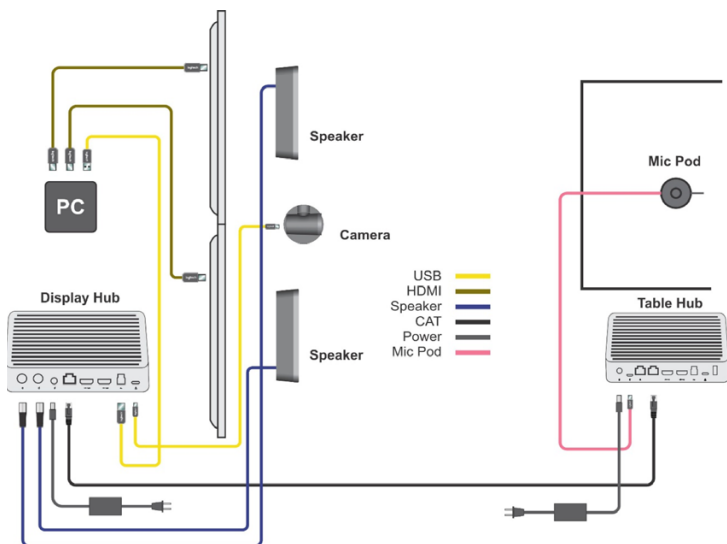 Speaker
Mic Pod
PC
Camera
USB
HDMI
Speaker
CAT
Power
Mic Pod
Display Hub
Table Hub
Speaker